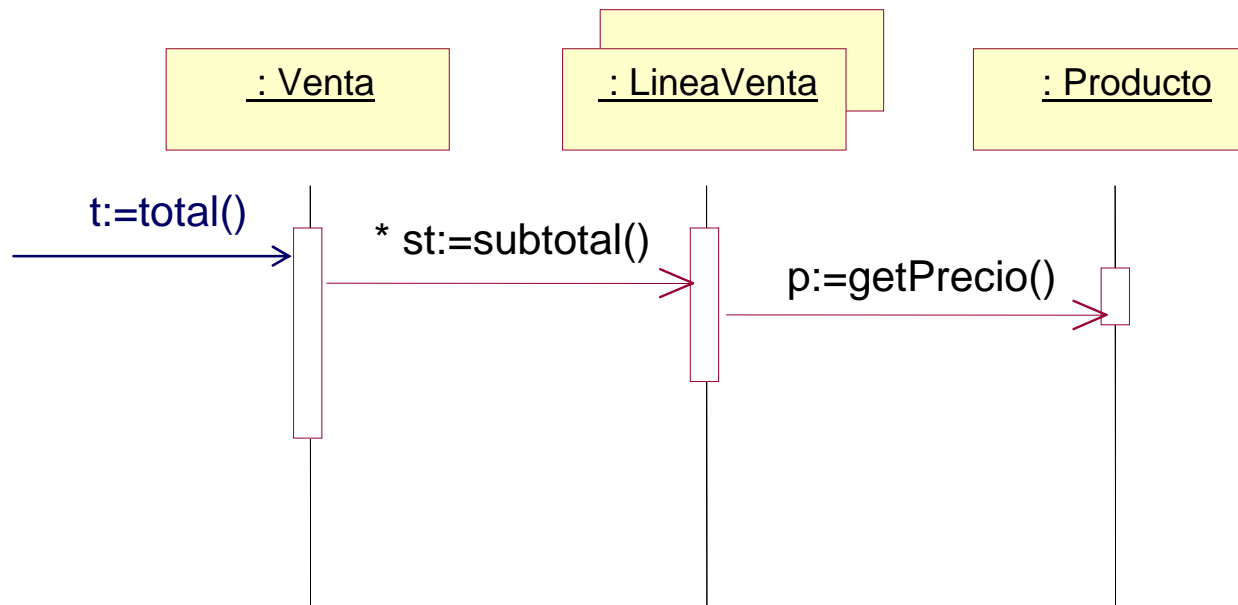 : Venta
: LineaVenta
: Producto
t:=total()
* st:=subtotal()
p:=getPrecio()